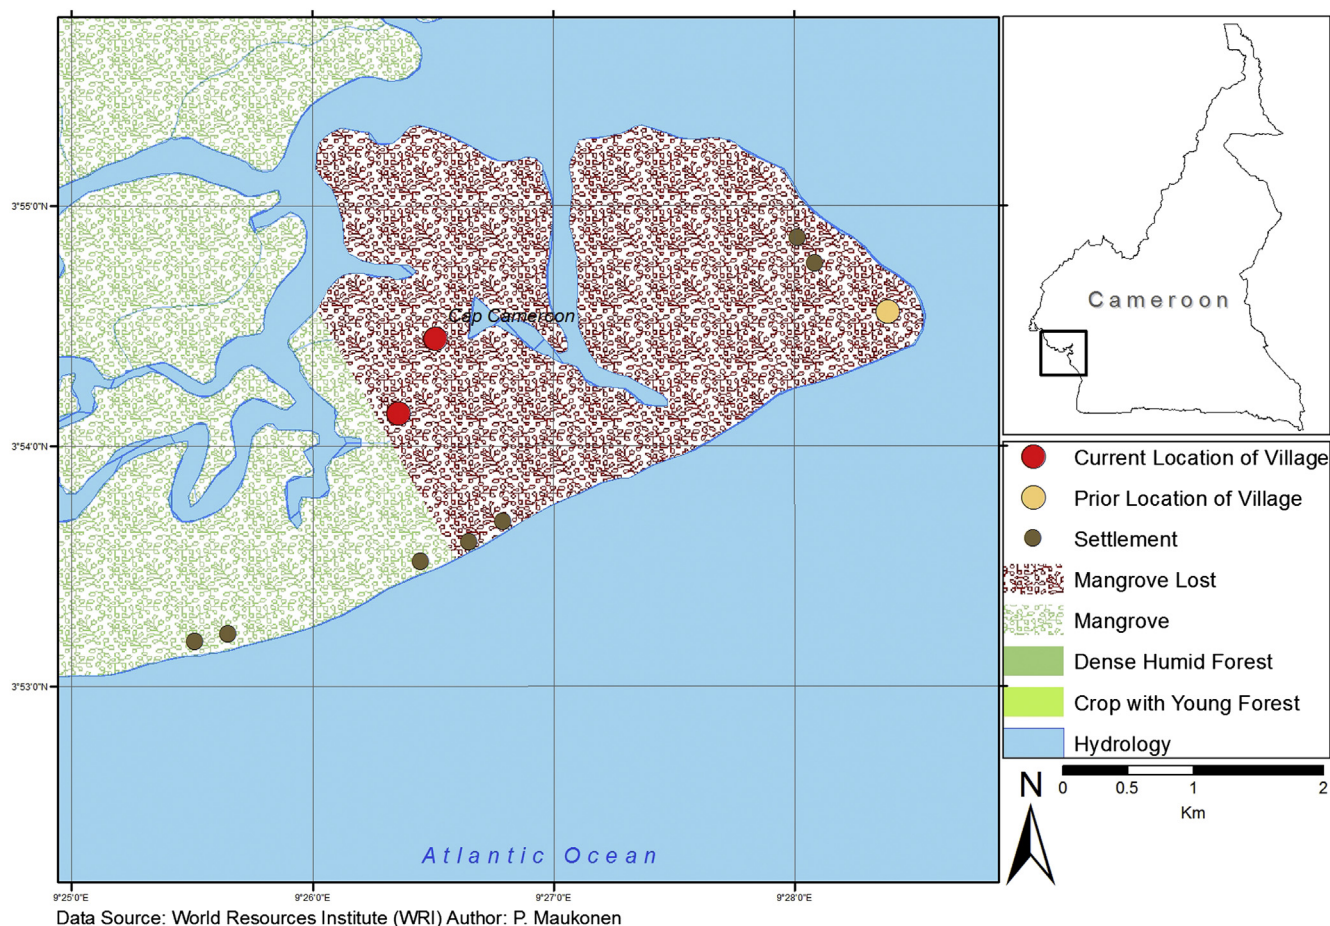 3°55'0"N
3°54'0"N
3°53'0"N
Cap Cameroon
Atlantic Ocean
9°25'0"E
9°26'0"E
9°27'0"E
9°28'0"E
Data Source: World Resources Institute (WRI) Author: P. Maukonen
Cameroon
Current Location of Village
Prior Location of Village
Settlement
Mangrove Lost
Mangrove
Dense Humid Forest
Crop with Young Forest
Hydrology
N
0 0.5 1 2
Km